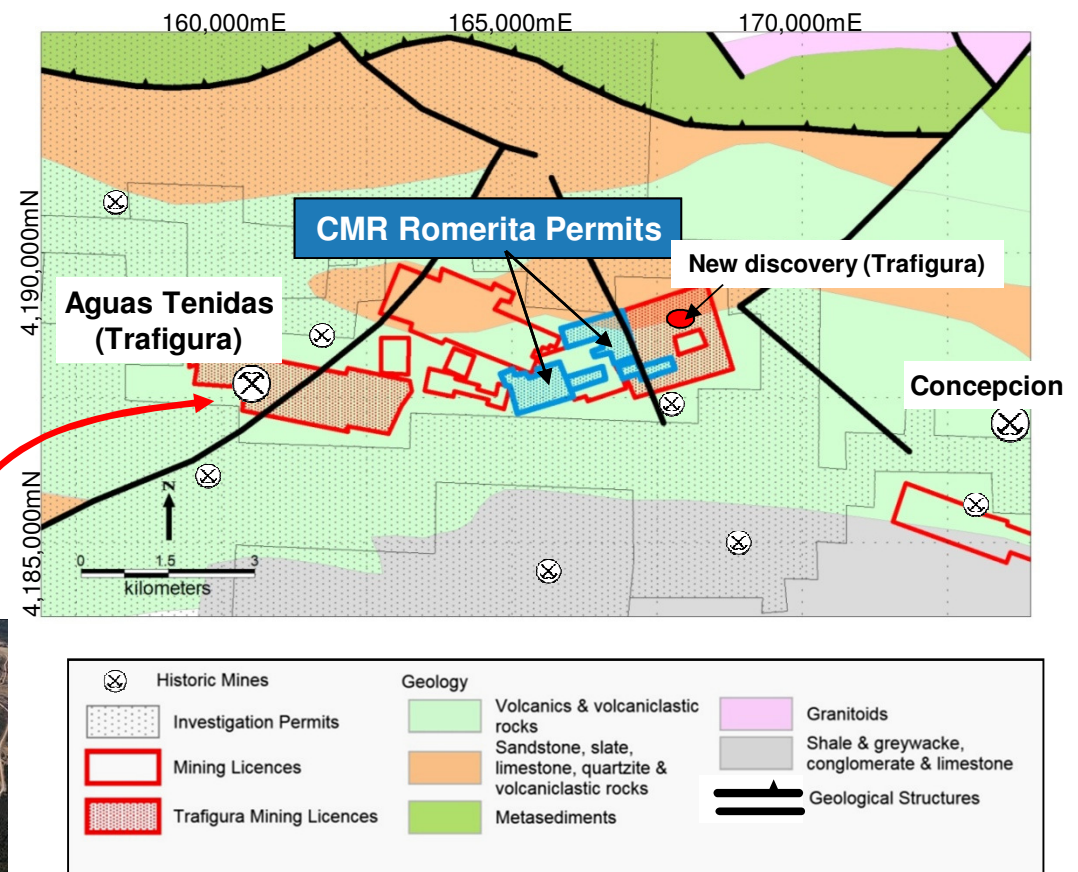 160,000mE 165,000mE 170,000mE
4,190,000mN
CMR Romerita Permits
New discovery (Trafigura)
Aguas Tenidas
(Trafigura)
Concepcion
4,185,000mN
N
0 1.5 3
kilometers
Historic Mines
Investigation Permits
Mining Licences
Trafigura Mining Licences
Geology
Volcanics & volcaniclastic
rocks
Sandstone, slate,
limestone, quartzite &
volcaniclastic rocks
Metasediments
Granitoids
Shale & greywacke,
conglomerate & limestone
Geological Structures